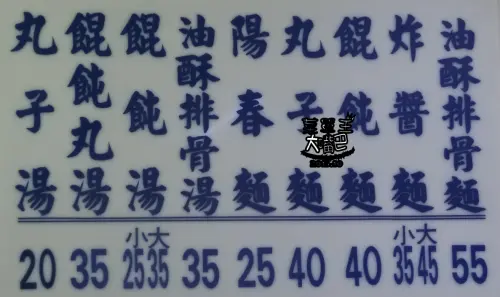 油酥排骨麵
炸醬麵
餛飩麵
丸子麵
陽春麵
油酥排骨湯
餛飩湯
餛飩丸湯
丸子湯
小大 小大
20 35 25 35 35 25 40 40 35 45 55